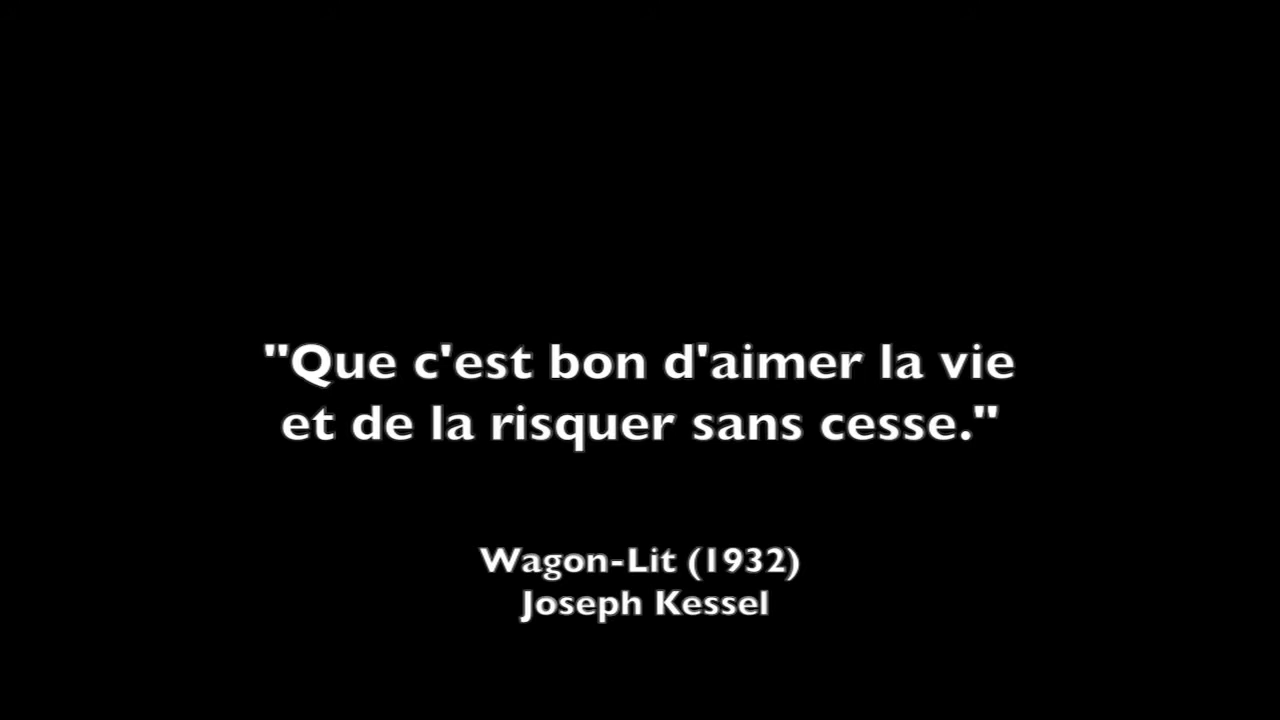 "Que c'est bon d'aimer la vie
et de la risquer sans cesse."
Wagon-Lit (1932)
Joseph Kessel